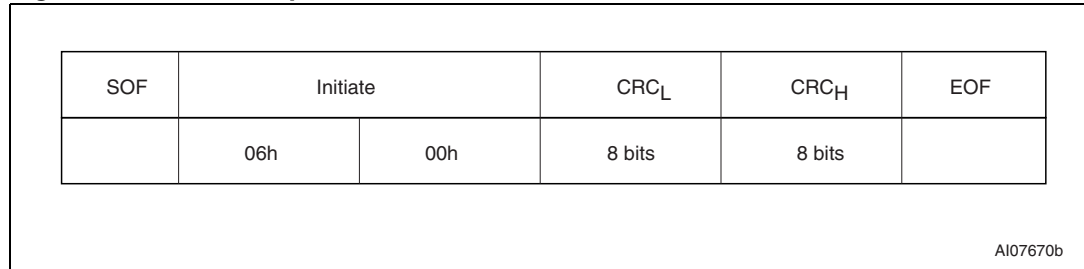 SOF Initiate CRCL CRCH EOF
06h 00h 8 bits 8 bits
AI07670b